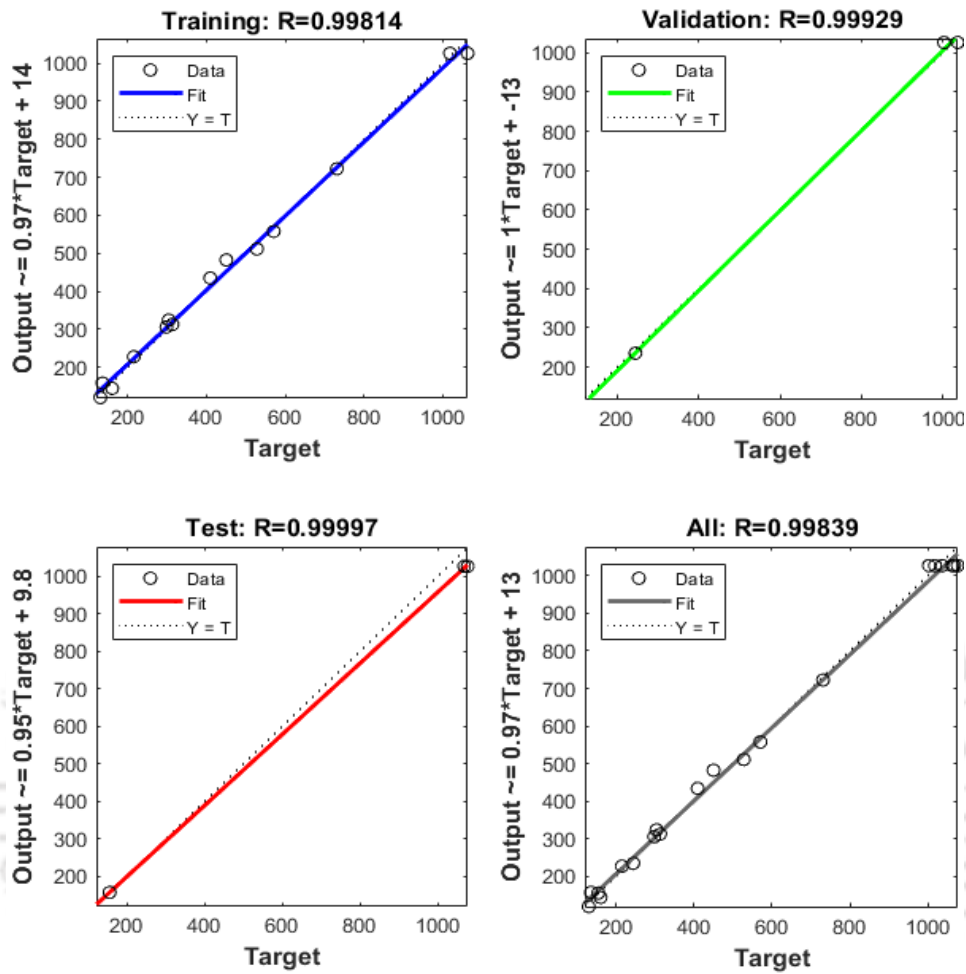 Training: R=0.99814
Output ~= 0.97*Target + 14
Data
Fit
Y = T
1000
900
800
700
600
500
400
300
200
200 400 600 800 1000
Target
Validation: R=0.99929
Output ~= 1*Target + -13
Data
Fit
Y = T
1000
900
800
700
600
500
400
300
200
200 400 600 800 1000
Target
Test: R=0.99997
Output ~= 0.95*Target + 9.8
Data
Fit
Y = T
1000
900
800
700
600
500
400
300
200
200 400 600 800 1000
Target
All: R=0.99839
Output ~= 0.97*Target + 13
Data
Fit
Y = T
1000
900
800
700
600
500
400
300
200
200 400 600 800 1000
Target